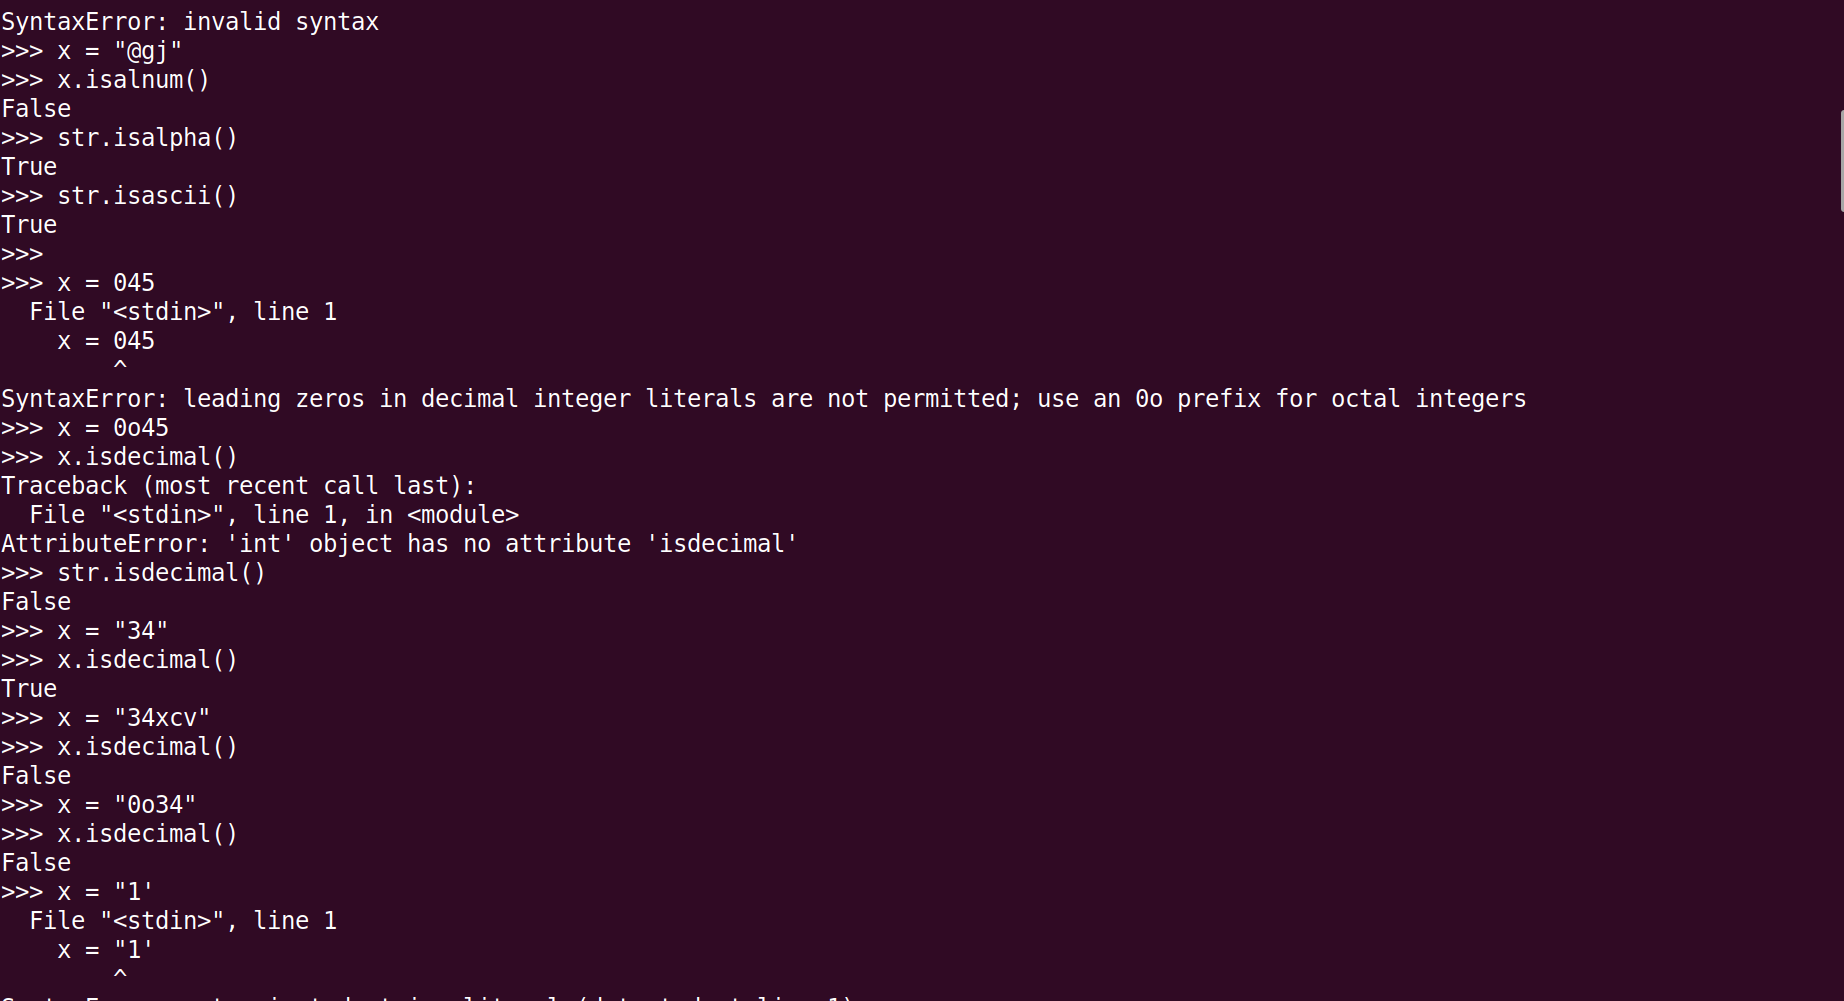 SyntaxError: invalid syntax
>>> x = "@gj"
>>> x.isalnum()
False
>>> str.isalpha()
True
>>> str.isascii()
True
>>>
>>> x = 045
  File "<stdin>", line 1
    x = 045
        ^
SyntaxError: leading zeros in decimal integer literals are not permitted; use an 0o prefix for octal integers
>>> x = 0o45
>>> x.isdecimal()
Traceback (most recent call last):
  File "<stdin>", line 1, in <module>
AttributeError: 'int' object has no attribute 'isdecimal'
>>> str.isdecimal()
False
>>> x = "34"
>>> x.isdecimal()
True
>>> x = "34xcv"
>>> x.isdecimal()
False
>>> x = "0o34"
>>> x.isdecimal()
False
>>> x = "1'
  File "<stdin>", line 1
    x = "1'
        ^